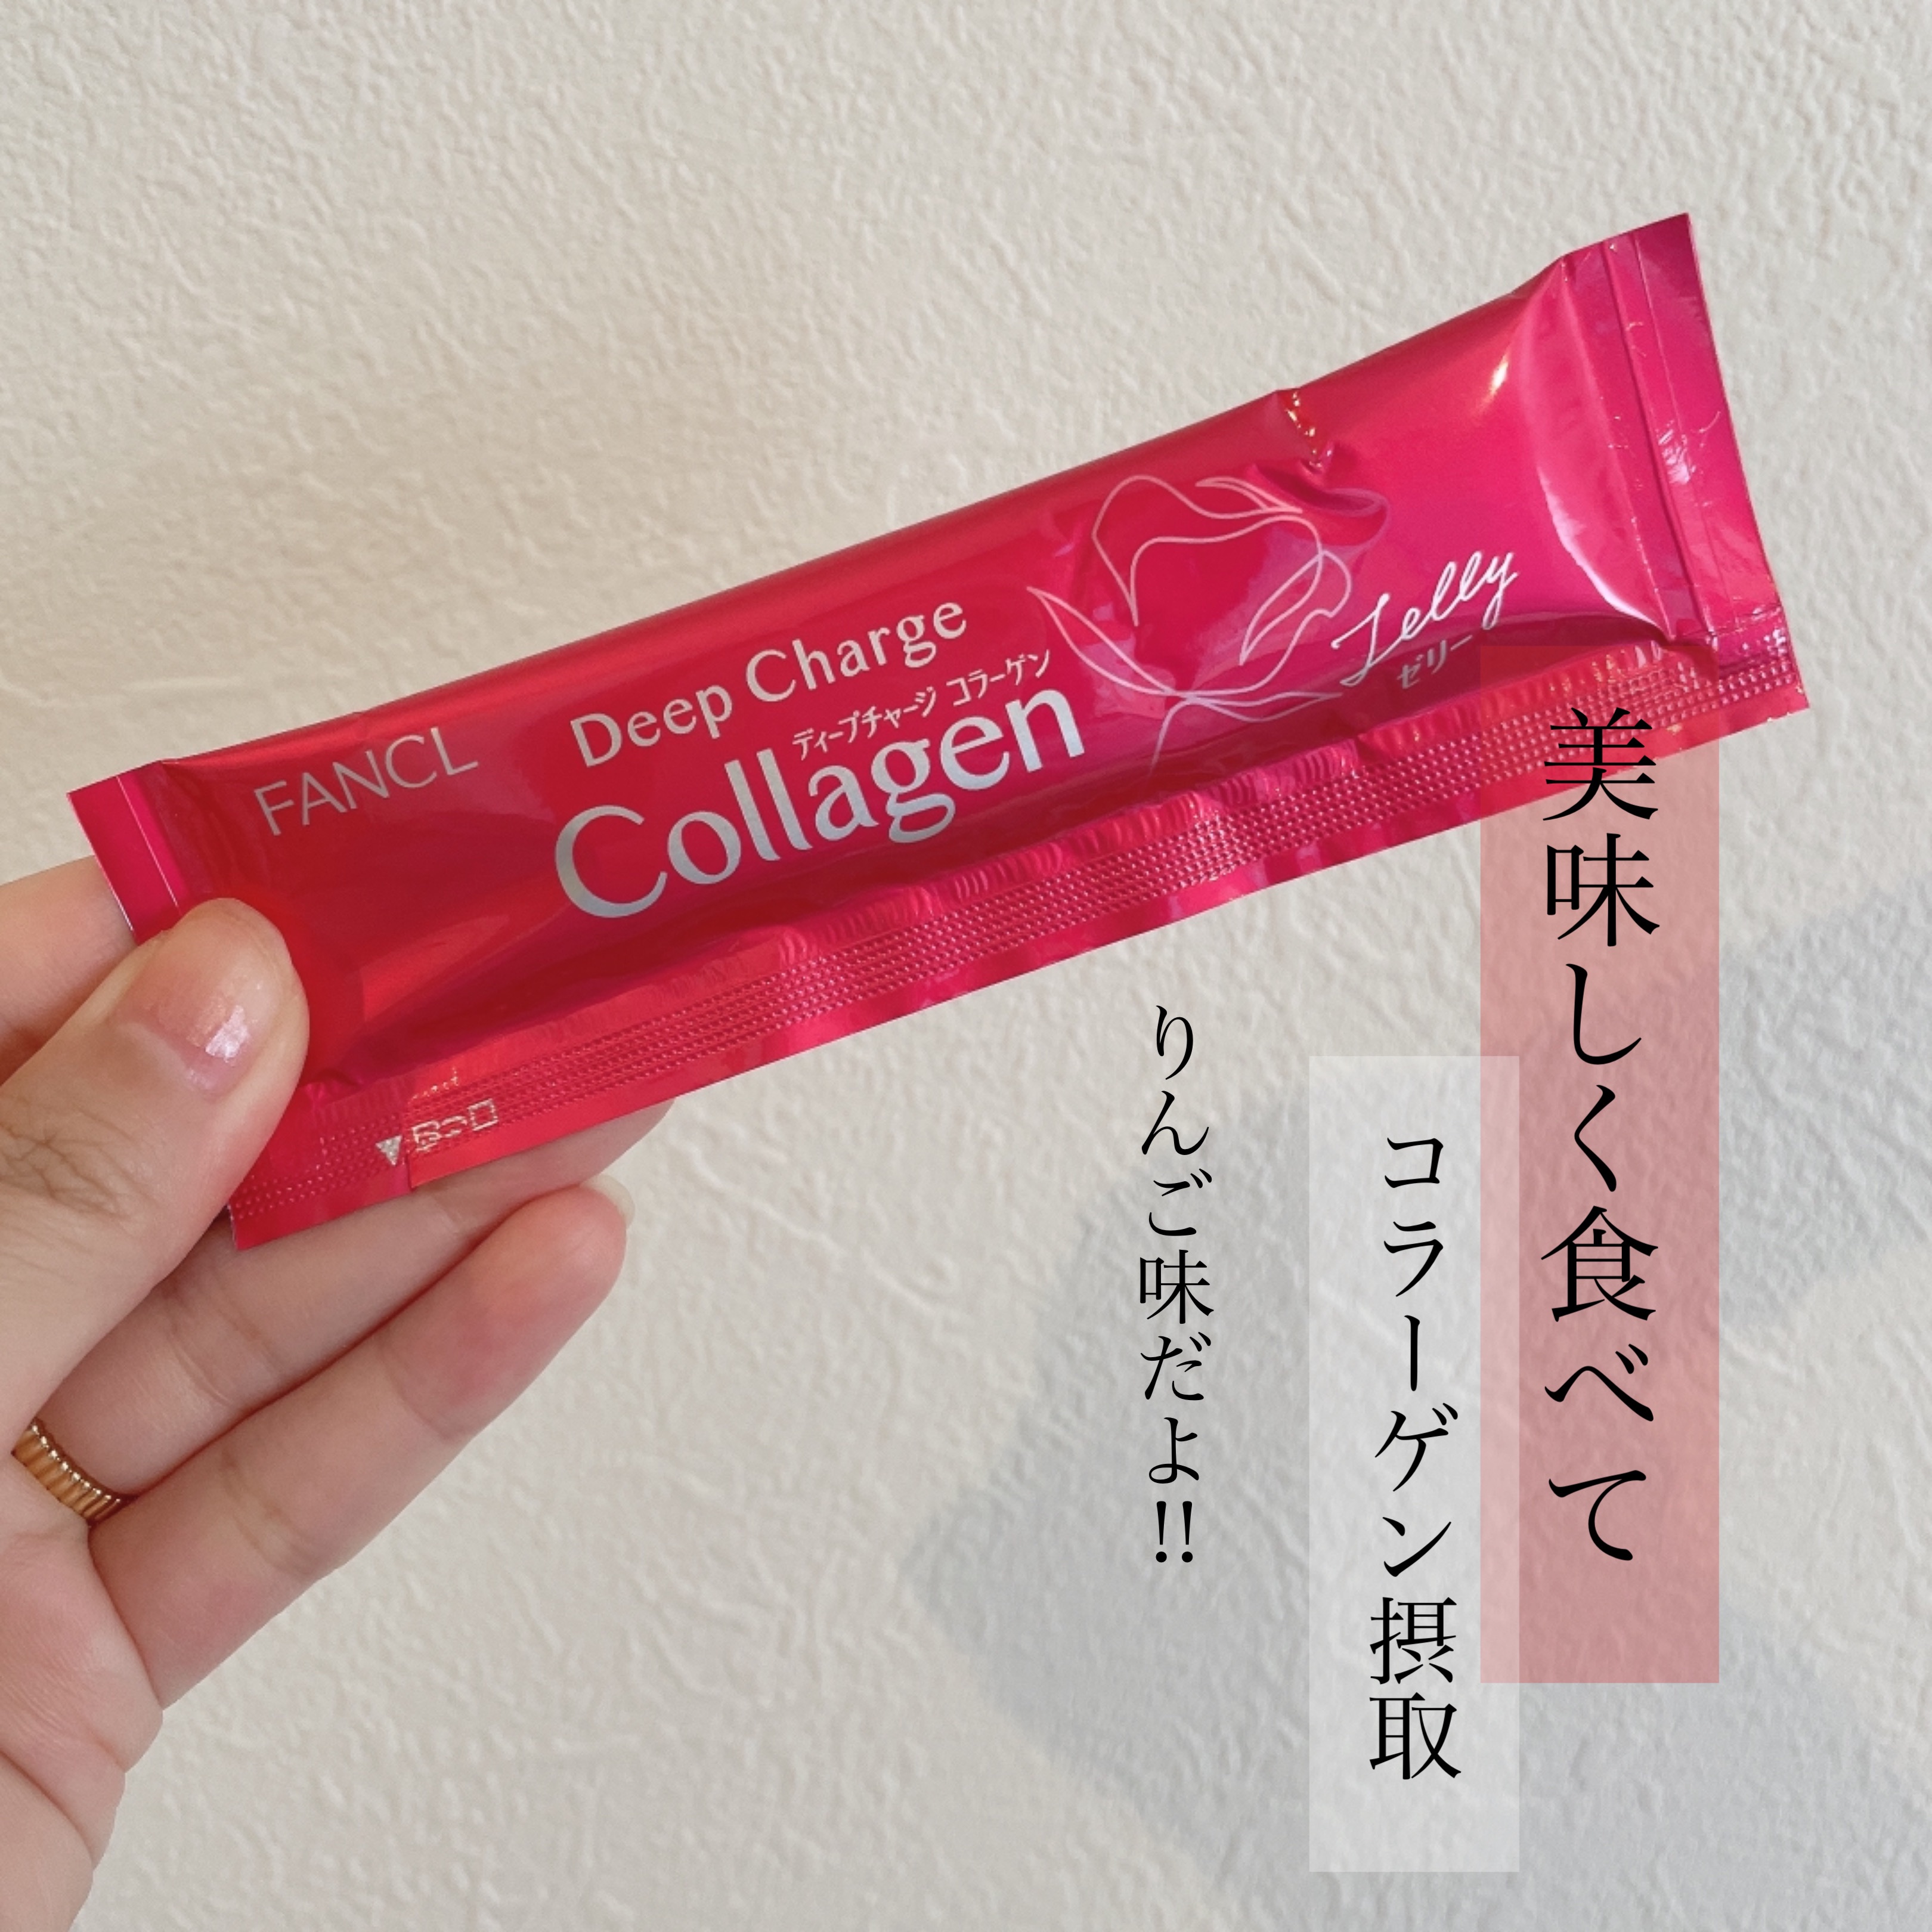 FANCL
Deep Charge
ディープチャージ コラーゲン
Collagen
Jelly
ゼリー
美味しく食べて
コラーゲン摂取
りんご味だよ!!